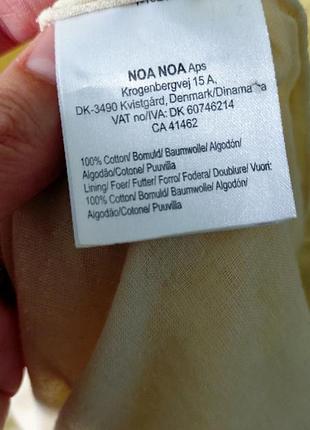 NOA NOA Aps
Krogenbergvej 15 A,
DK-3490 Kvistgård, Denmark/Dinamarca
VAT no/IVA: DK 60746214
CA 41462
100% Cotton/ Bomuld/ Baumwolle/ Algodón/
Algodão/Cotone/ Puuvilla
Lining/ Foer/ Futter/ Forro/ Fodera/ Doublure/ Vuori:
100% Cotton/ Bomuld/ Baumwolle/ Algodón/
Algodão/Cotone/ Puuvilla